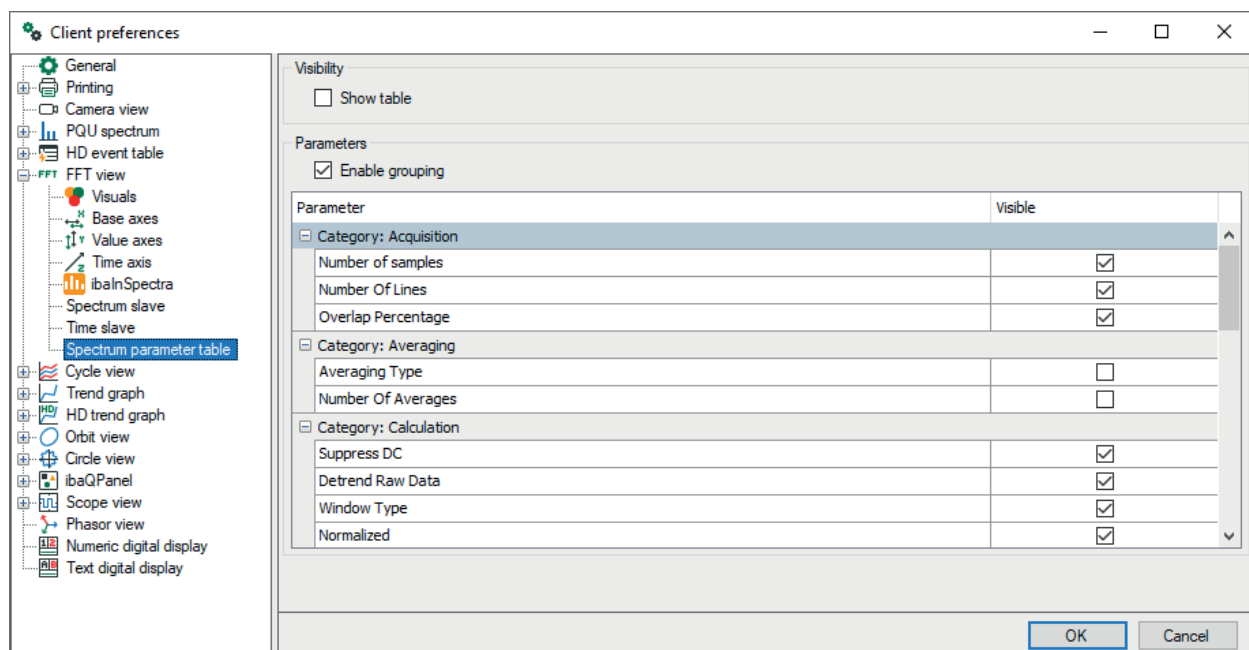 Client preferences
General
Printing
Camera view
PQU spectrum
HD event table
FFT FFT view
Visuals
X Base axes
Y Value axes
Z Time axis
ibaInSpectra
Spectrum slave
Time slave
Spectrum parameter table
Cycle view
Trend graph
HD HD trend graph
Orbit view
Circle view
ibaQPanel
Scope view
Phasor view
12 Numeric digital display
AB Text digital display
Visibility
Show table
Parameters
Enable grouping
Parameter Visible
Category: Acquisition
Number of samples
Number Of Lines
Overlap Percentage
Category: Averaging
Averaging Type
Number Of Averages
Category: Calculation
Suppress DC
Detrend Raw Data
Window Type
Normalized
OK Cancel